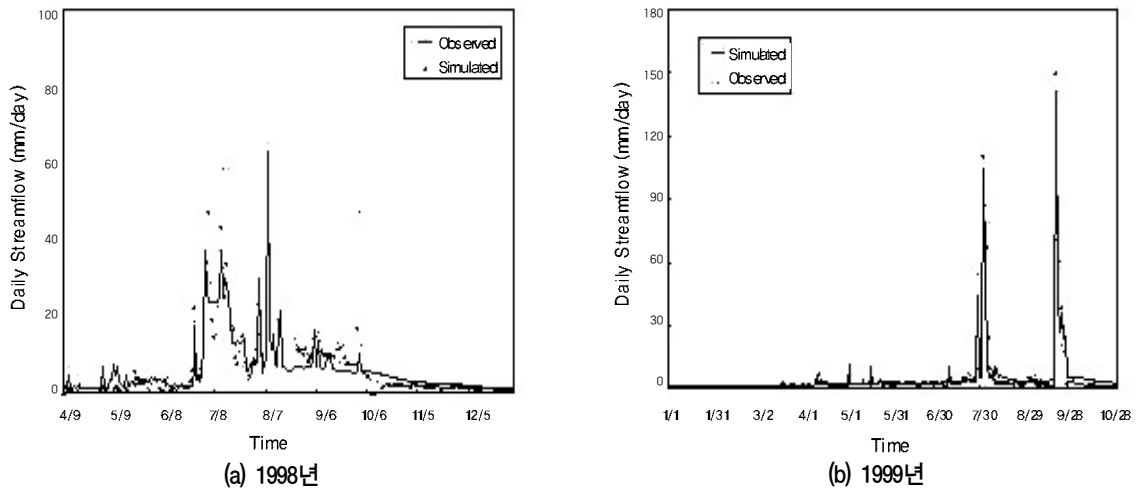 100
80
60
40
20
0
Daily Streamflow (mm/day)
Observed
Simulated
4/9 5/9 6/8 7/8 8/7 9/6 10/6 11/5 12/5
Time
(a) 1998년
180
150
120
90
60
30
0
Daily Streamflow (mm/day)
Simulated
Observed
1/1 1/31 3/2 4/1 5/1 5/31 6/30 7/30 8/29 9/28 10/28
Time
(b) 1999년